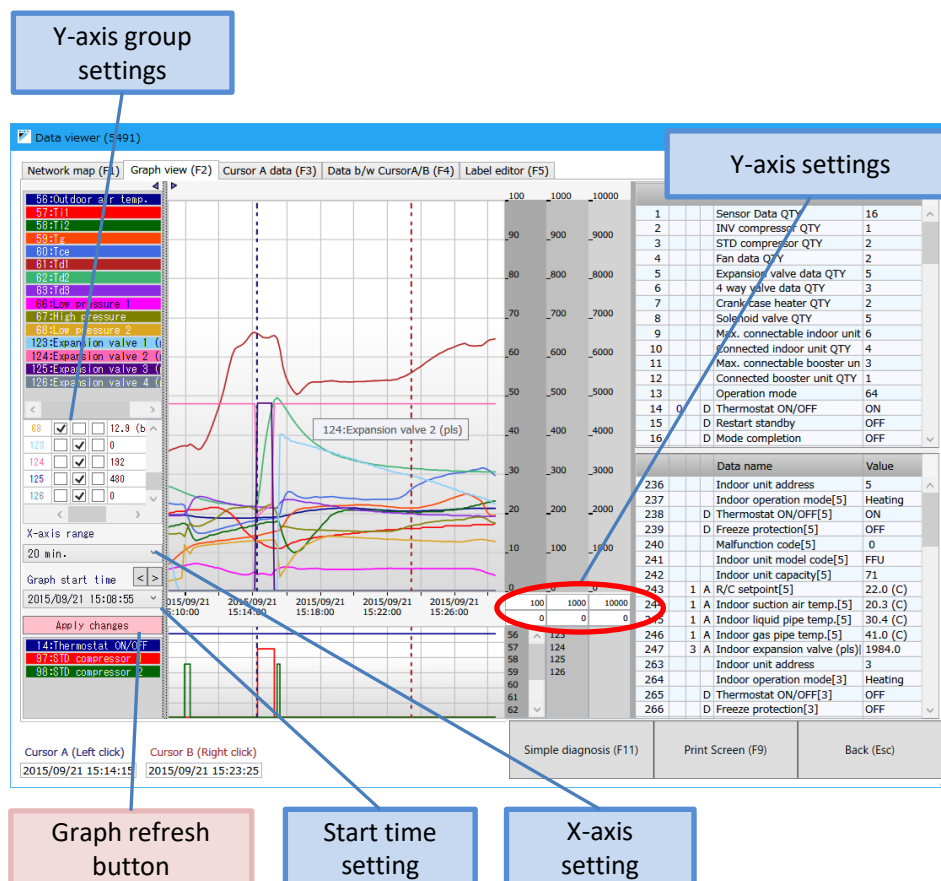 Y-axis group
settings
Data viewer (5491)
Y-axis settings
Network map (F1) Graph view (F2) Cursor A data (F3) Data b/w CursorA/B (F4) Label editor (F5)
56:Outdoor air temp.
57:Ti1
58:Ti2
59:Tg
60:Tce
61:Td1
62:Td2
63:Td3
66:Low pressure 1
67:High pressure
68:Low pressure 2
123:Expansion valve 1 (
124:Expansion valve 2 (
125:Expansion valve 3 (
126:Expansion valve 4 (
68 12.9 (b
123 0
124 192
125 480
126 0
X-axis range
20 min.
Graph start time < >
2015/09/21 15:08:55
Apply changes
14:Thermostat ON/OFF
97:STD compressor 1
98:STD compressor 2
124:Expansion valve 2 (pls)
100 1000 10000
90 900 9000
80 800 8000
70 700 7000
60 600 6000
50 500 5000
40 400 4000
30 300 3000
20 200 2000
10 100 1000
0 0 0
2015/09/21 2015/09/21 2015/09/21 2015/09/21 2015/09/21
15:10:00 15:14:00 15:18:00 15:22:00 15:26:00
100 1000 10000
0 0 0
56 123
57 124
58 125
59 126
60
61
62
1 Sensor Data QTY 16
2 INV compressor QTY 1
3 STD compressor QTY 2
4 Fan data QTY 2
5 Expansion valve data QTY 5
6 4 way valve data QTY 3
7 Crank case heater QTY 2
8 Solenoid valve QTY 5
9 Max. connectable indoor unit 6
10 Connected indoor unit QTY 4
11 Max. connectable booster un 3
12 Connected booster unit QTY 1
13 Operation mode 64
14 0 D Thermostat ON/OFF ON
15 D Restart standby OFF
16 D Mode completion OFF
Data name Value
236 Indoor unit address 5
237 Indoor operation mode[5] Heating
238 D Thermostat ON/OFF[5] ON
239 D Freeze protection[5] OFF
240 Malfunction code[5] 0
241 Indoor unit model code[5] FFU
242 Indoor unit capacity[5] 71
243 1 A R/C setpoint[5] 22.0 (C)
244 1 A Indoor suction air temp.[5] 20.3 (C)
245 1 A Indoor liquid pipe temp.[5] 30.4 (C)
246 1 A Indoor gas pipe temp.[5] 41.0 (C)
247 3 A Indoor expansion valve (pls)[ 1984.0
263 Indoor unit address 3
264 Indoor operation mode[3] Heating
265 D Thermostat ON/OFF[3] OFF
266 D Freeze protection[3] OFF
Cursor A (Left click) Cursor B (Right click)
2015/09/21 15:14:15 2015/09/21 15:23:25
Simple diagnosis (F11) Print Screen (F9) Back (Esc)
Graph refresh
button
Start time
setting
X-axis
setting